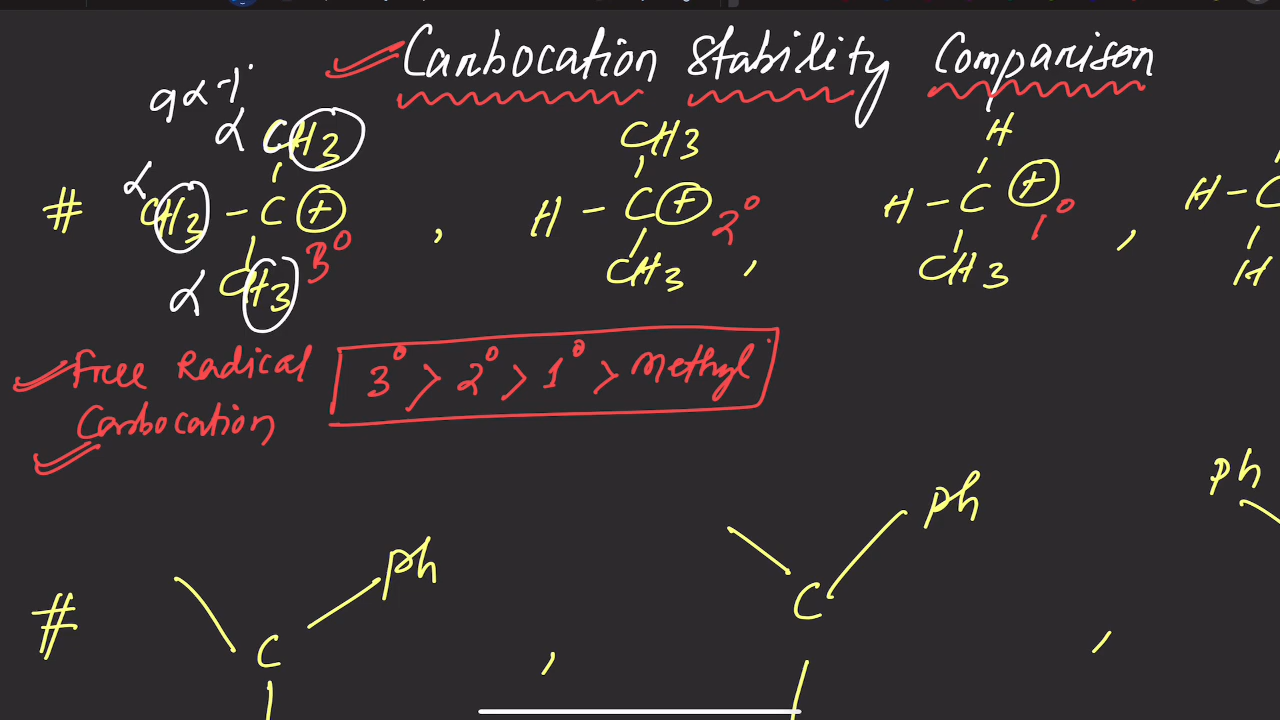 Carbocation Stability Comparison
9α-H
α CH3
CH3
H
α
# CH3 - C ⊕ 3° , H - C ⊕ 2° , H - C ⊕ 1° , H - C
α CH3
CH3
CH3
H
Free Radical
Carbocation
3° > 2° > 1° > Methyl
Ph
Ph
Ph
# C , C ,